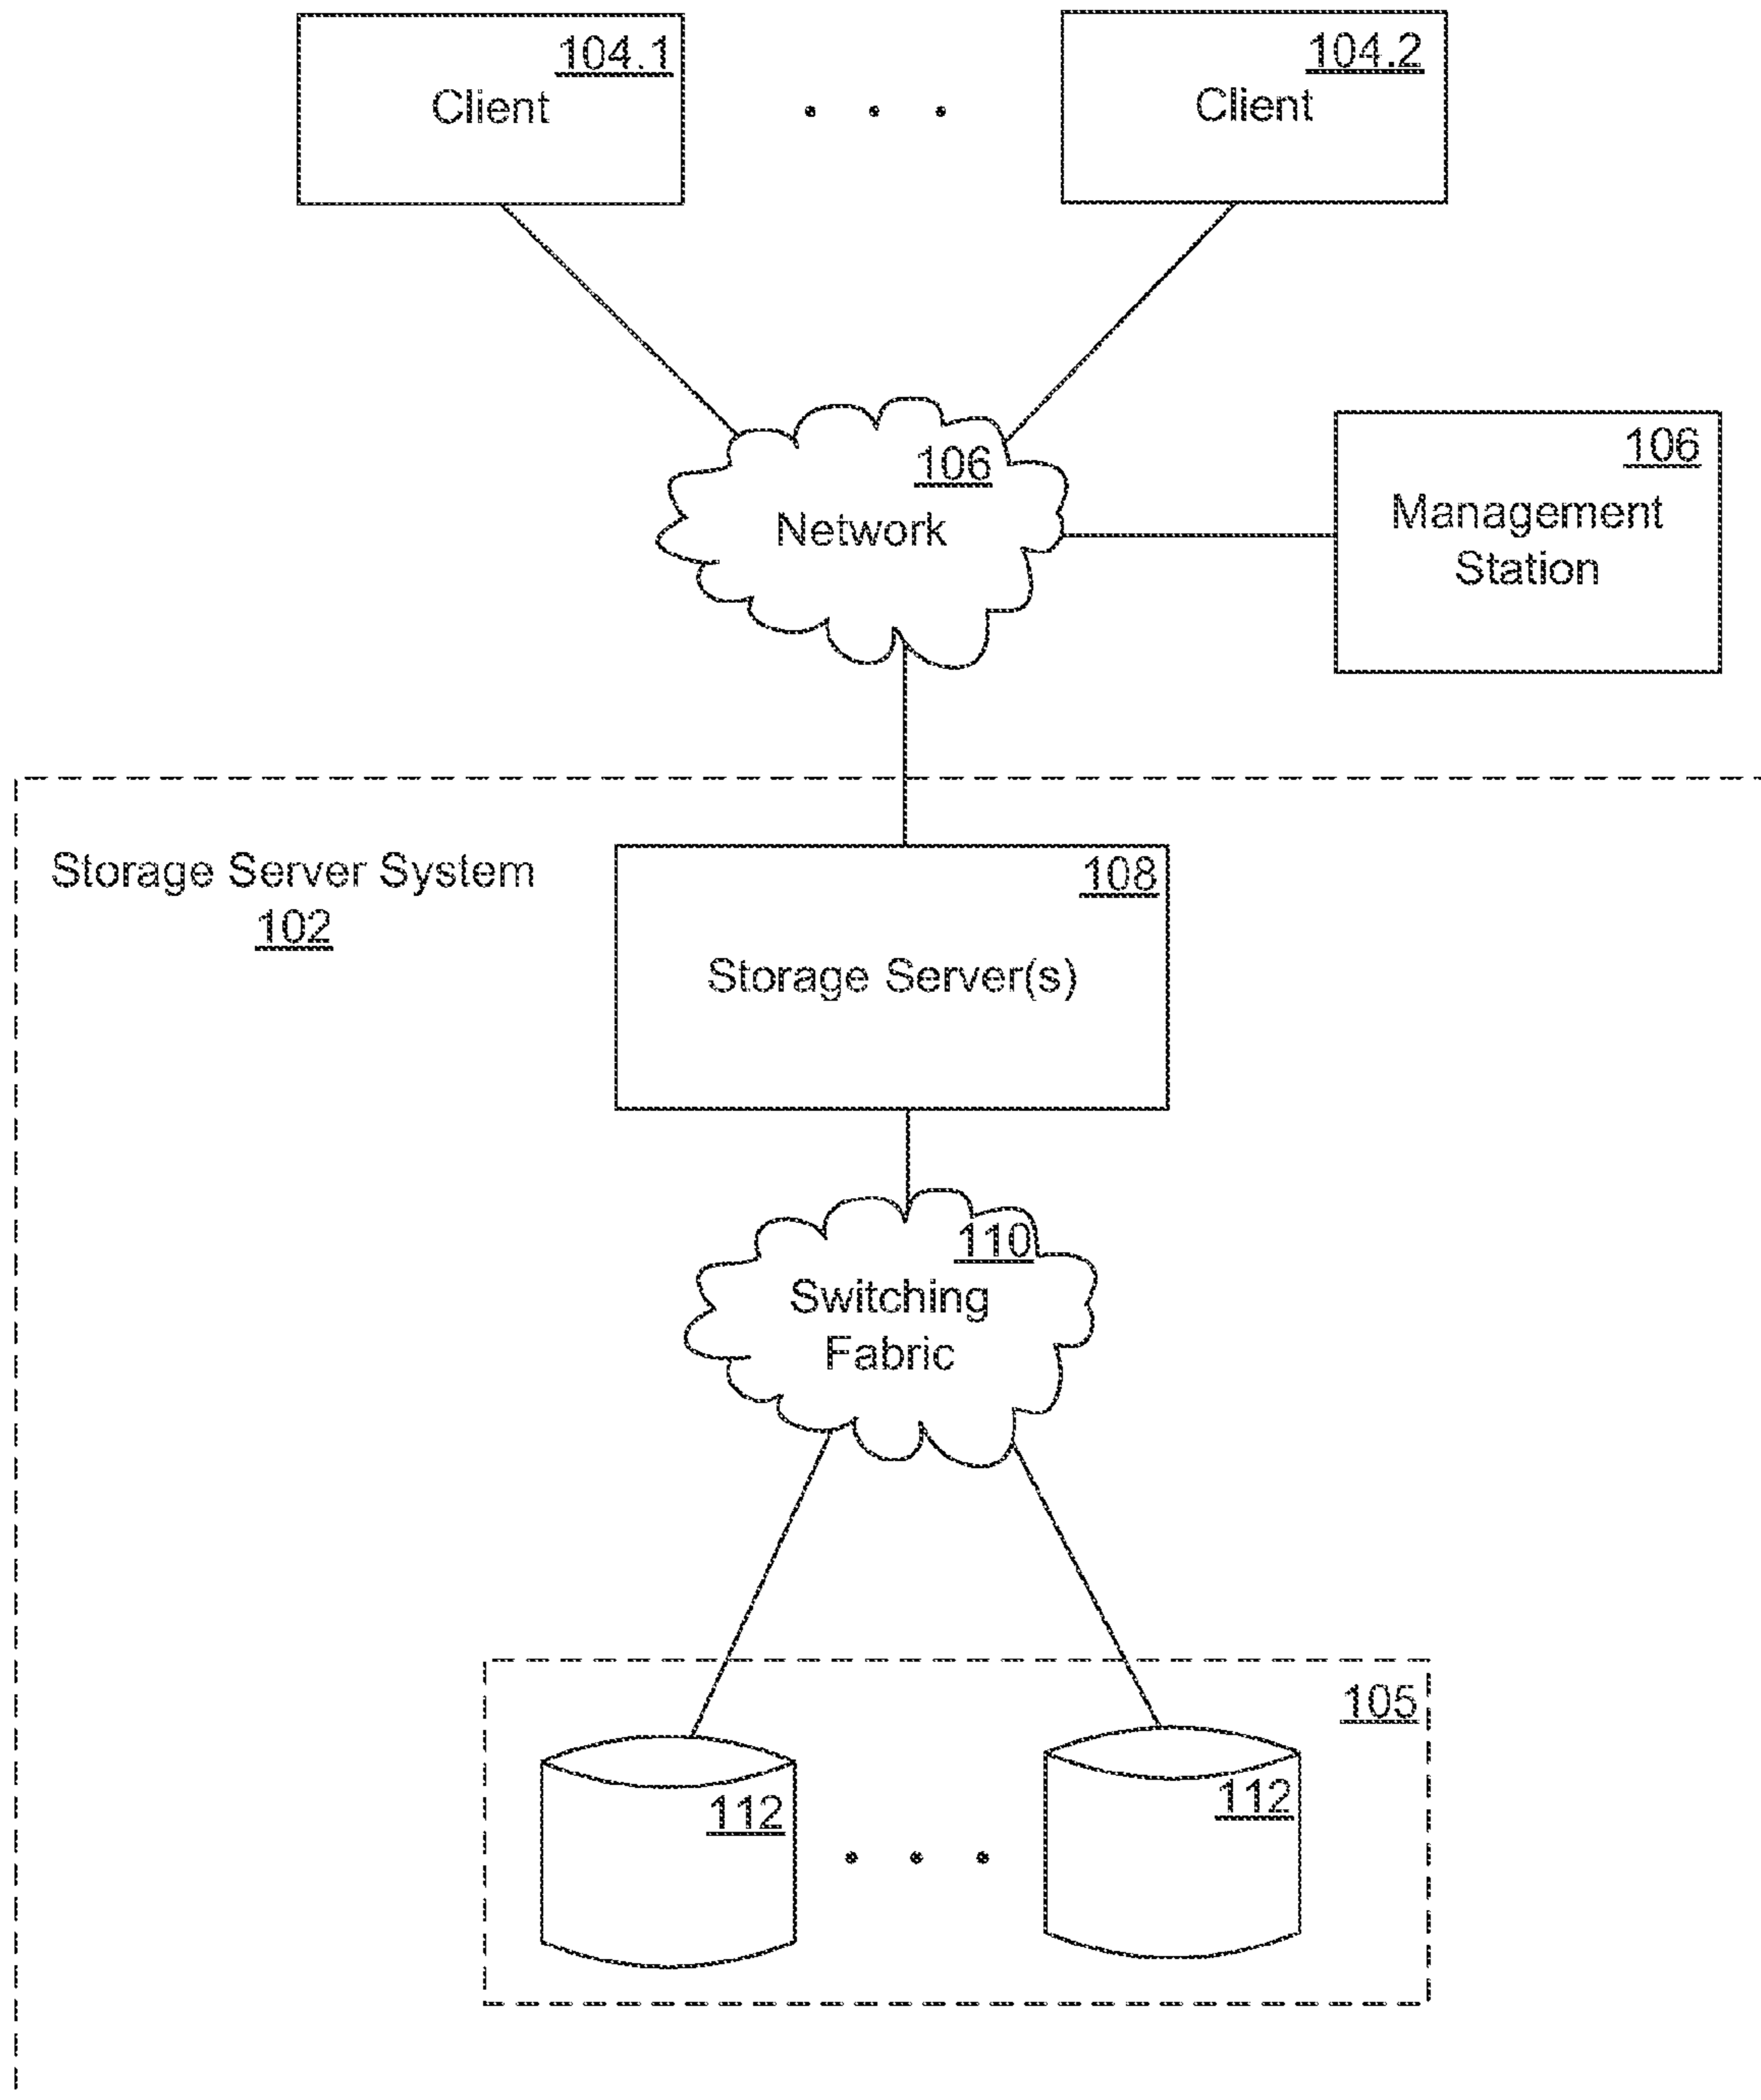 104.1
Client
104.2
Client
106
Network
106
Management
Station
Storage Server System
102
108
Storage Server(s)
110
Switching
Fabric
105
112
112